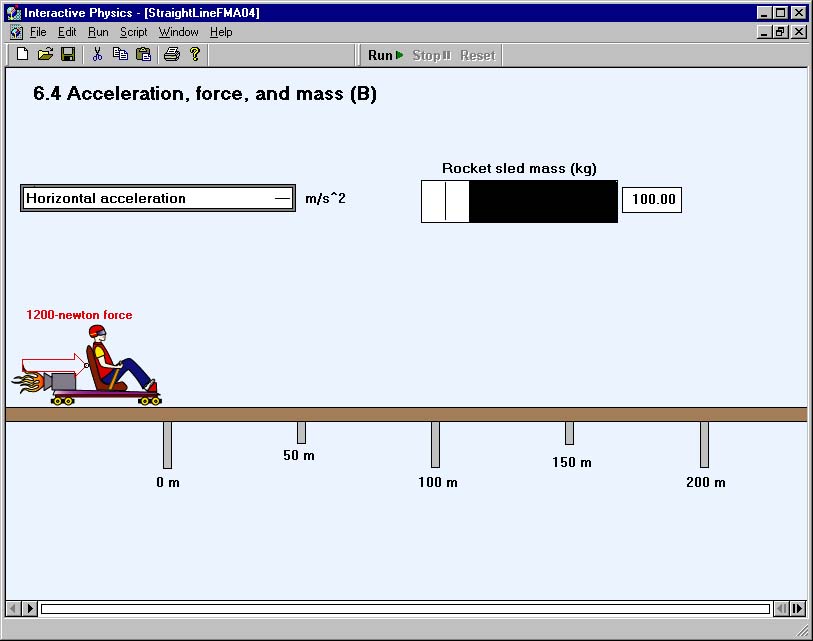 Interactive Physics - [StraightLineFMA04]
File Edit Run Script Window Help
Run Stop Reset
6.4 Acceleration, force, and mass (B)
Rocket sled mass (kg)
Horizontal acceleration — m/s^2
100.00
1200-newton force
50 m
150 m
0 m
100 m
200 m